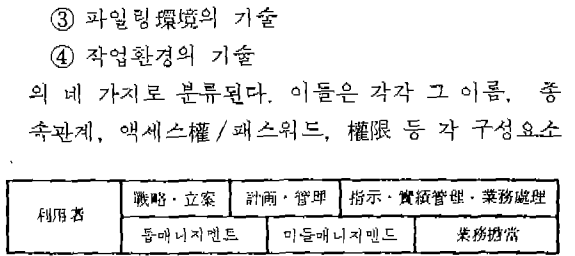 ③ 파일링環境의 기술
④ 작업환경의 기술
의 네 가지로 분류된다. 이들은 각각 그 이름, 종
속관계, 액세스權/패스워드, 權限 등 각 구성요소
利用者
戰略·立案 計画·管理 指示·實績管理·業務處理
톱매니지멘트 미들매니지멘드 業務擔當